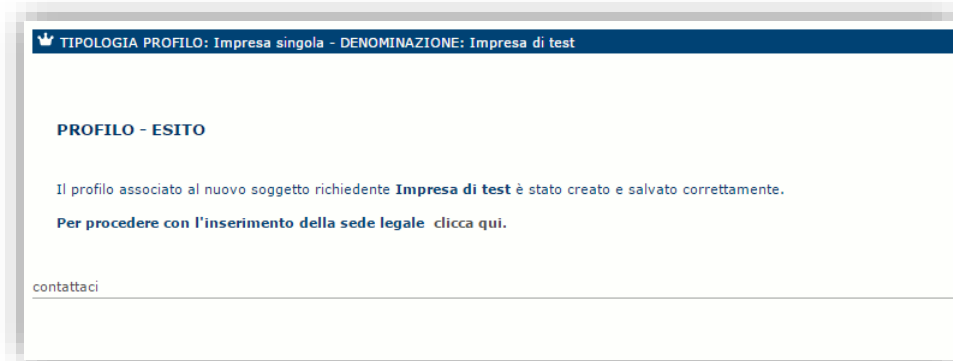 TIPOLOGIA PROFILO: Impresa singola - DENOMINAZIONE: Impresa di test
PROFILO - ESITO
Il profilo associato al nuovo soggetto richiedente Impresa di test è stato creato e salvato correttamente.
Per procedere con l'inserimento della sede legale clicca qui.
contattaci